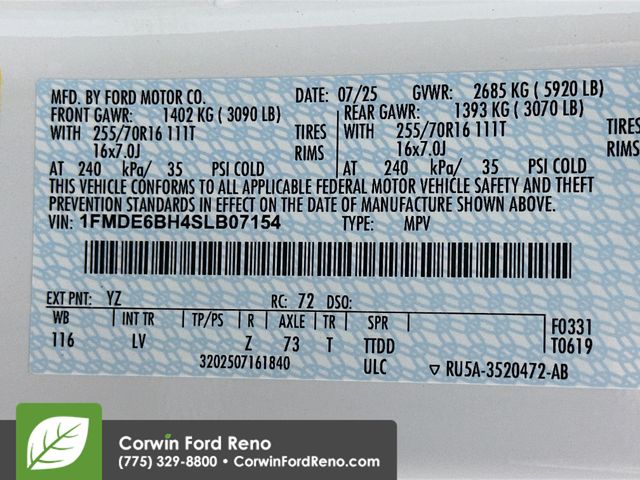 MFD. BY FORD MOTOR CO. DATE: 07/25 GVWR: 2685 KG ( 5920 LB)
FRONT GAWR: 1402 KG ( 3090 LB) REAR GAWR: 1393 KG ( 3070 LB)
WITH 255/70R16 111T TIRES WITH 255/70R16 111T TIRES
16x7.0J RIMS 16x7.0J RIMS
AT 240 kPa/ 35 PSI COLD AT 240 kPa/ 35 PSI COLD
THIS VEHICLE CONFORMS TO ALL APPLICABLE FEDERAL MOTOR VEHICLE SAFETY AND THEFT
PREVENTION STANDARDS IN EFFECT ON THE DATE OF MANUFACTURE SHOWN ABOVE.
VIN: 1FMDE6BH4SLB07154 TYPE: MPV
EXT PNT: YZ RC: 72 DSO:
WB INT TR TP/PS R AXLE TR SPR F0331
116 LV Z 73 T TTDD T0619
3202507161840 ULC ▽ RU5A-3520472-AB
Corwin Ford Reno
(775) 329-8800 • CorwinFordReno.com